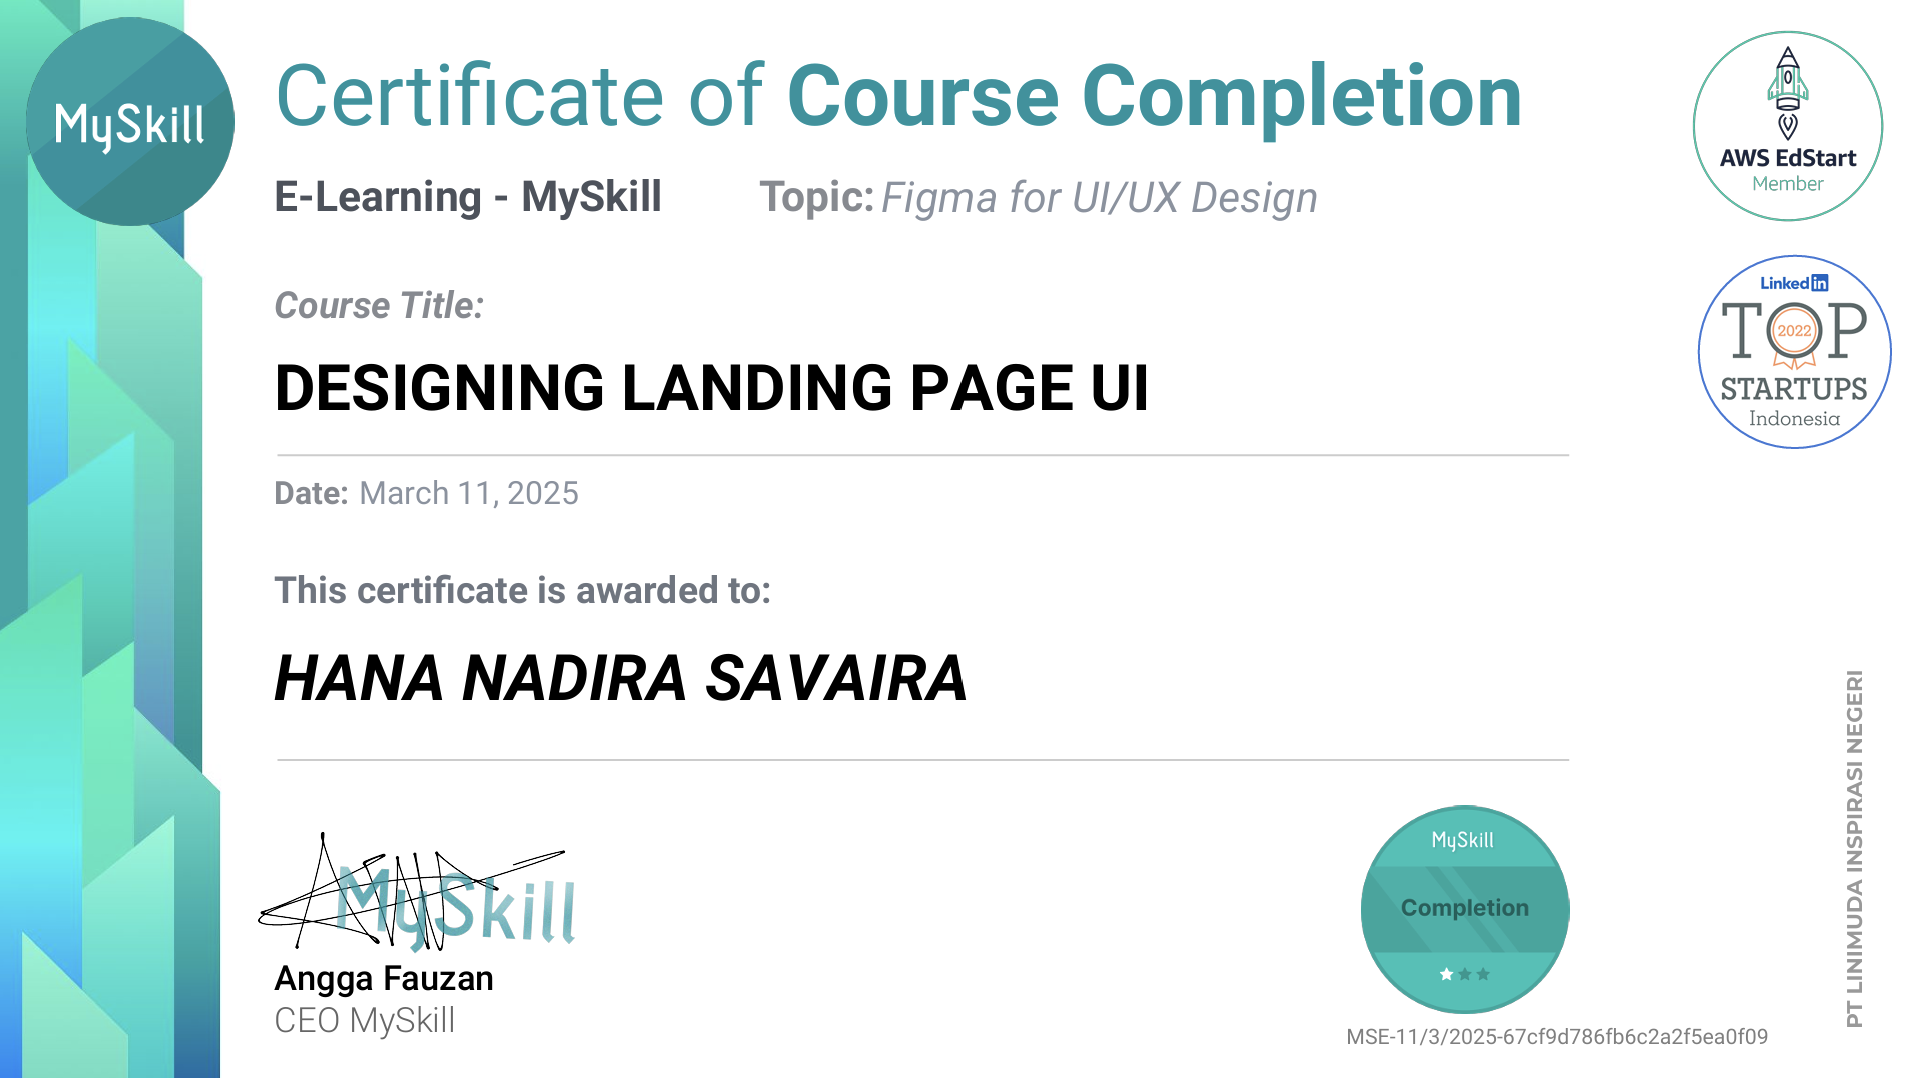 MySkill
Certificate of Course Completion
E-Learning - MySkill
Topic: Figma for UI/UX Design
AWS EdStart
Member
LinkedIn
TOP
2022
STARTUPS
Indonesia
Course Title:
DESIGNING LANDING PAGE UI
Date: March 11, 2025
This certificate is awarded to:
HANA NADIRA SAVAIRA
MySkill
Angga Fauzan
CEO MySkill
MySkill
Completion
MSE-11/3/2025-67cf9d786fb6c2a2f5ea0f09
PT LINIMUDA INSPIRASI NEGERI